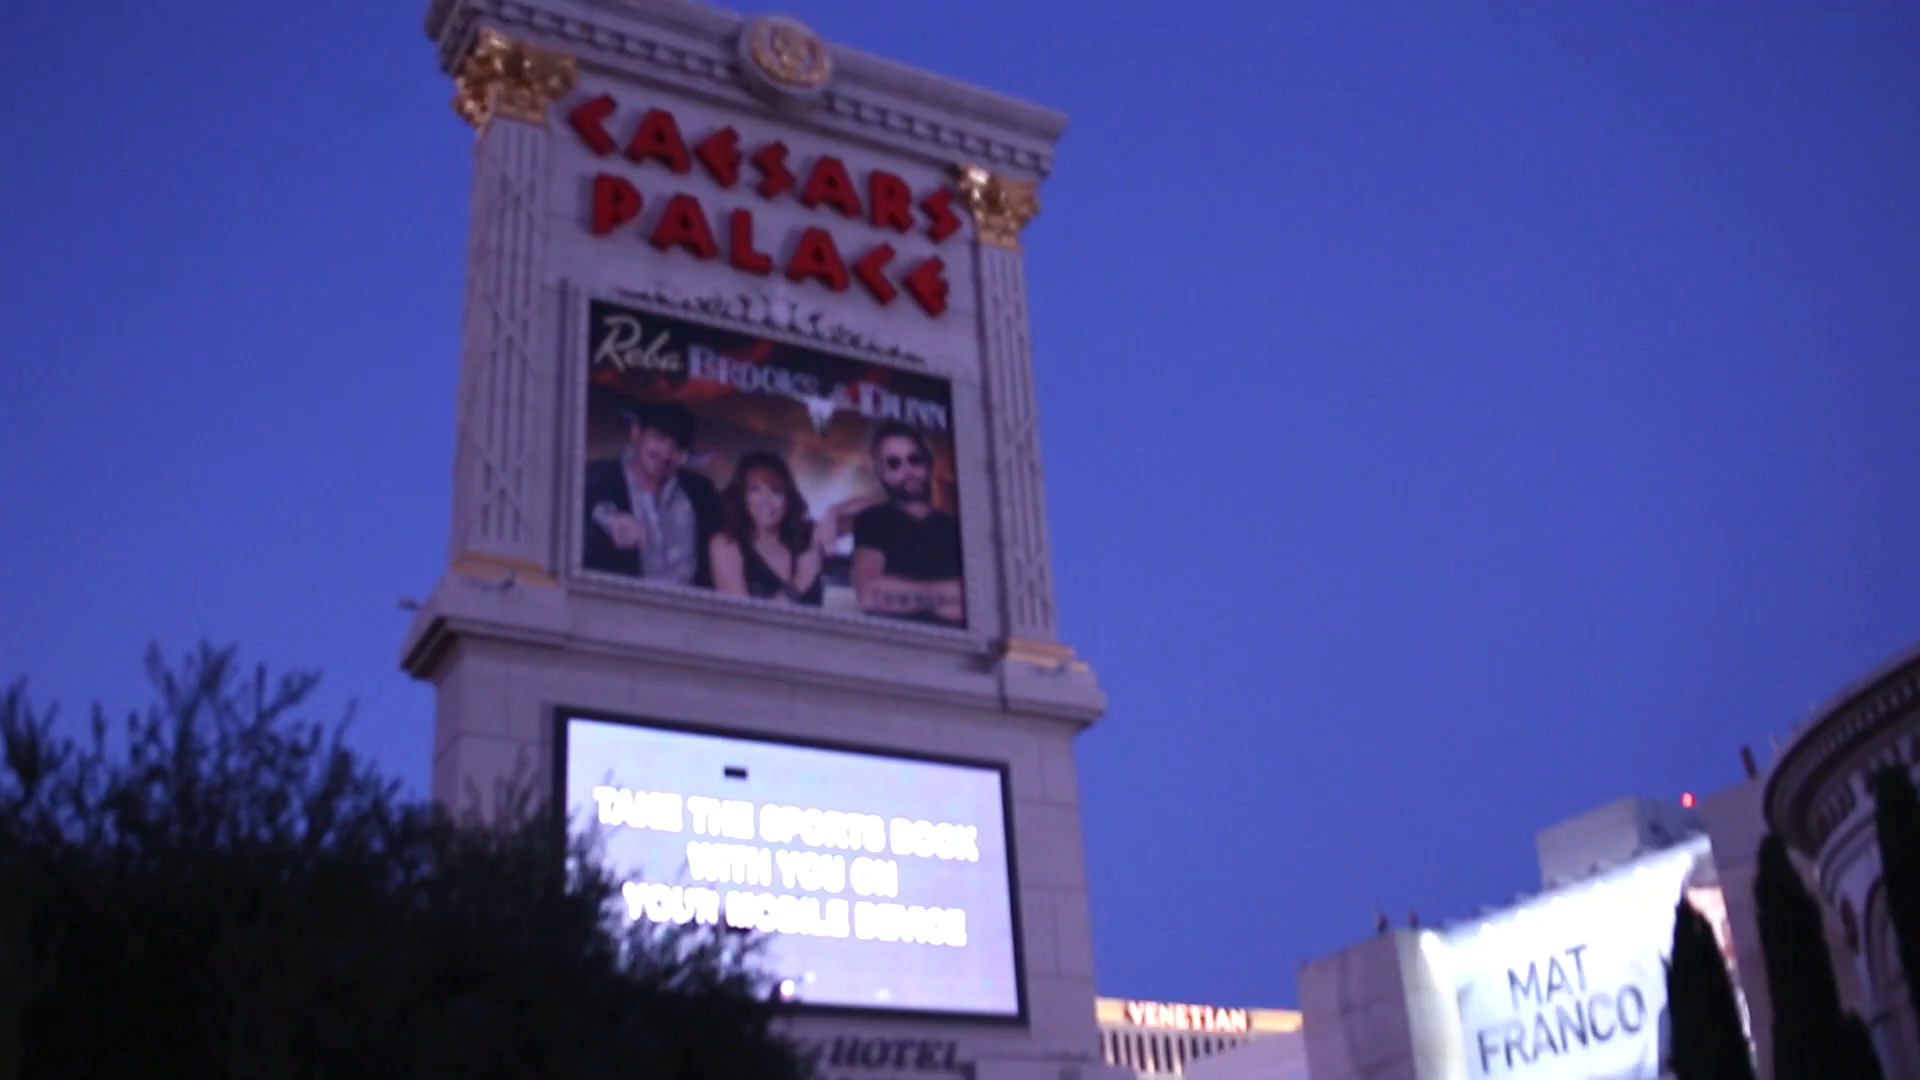 CAESARS
PALACE
Reba BROOKS & DUNN
TAKE THE SPORTS BOOK
WITH YOU ON
YOUR MOBILE DEVICE
HOTEL
VENETIAN
MAT
FRANCO